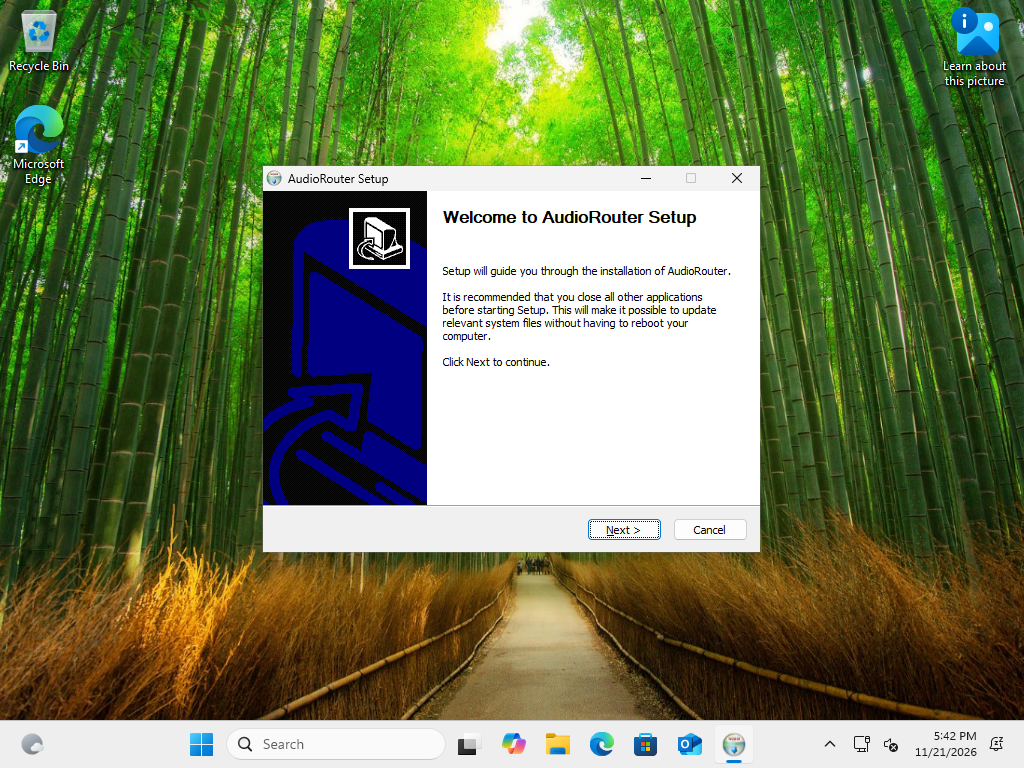 Recycle Bin
Microsoft
Edge
Learn about
this picture
AudioRouter Setup
Welcome to AudioRouter Setup
Setup will guide you through the installation of AudioRouter.
It is recommended that you close all other applications
before starting Setup. This will make it possible to update
relevant system files without having to reboot your
computer.
Click Next to continue.
Next >
Cancel
Search
5:42 PM
11/21/2026